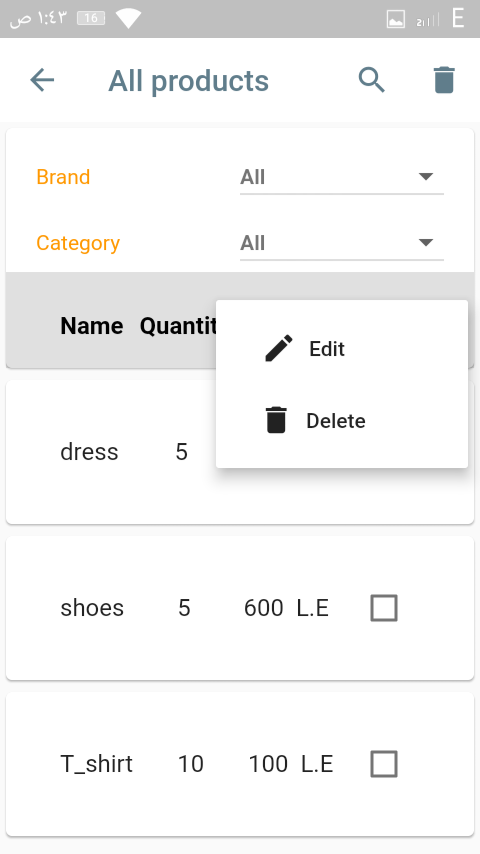 ص ١:٤٣ 16 2 E
All products
Brand All
Category All
Name Quantit
Edit
Delete
dress 5
shoes 5 600 L.E
T_shirt 10 100 L.E